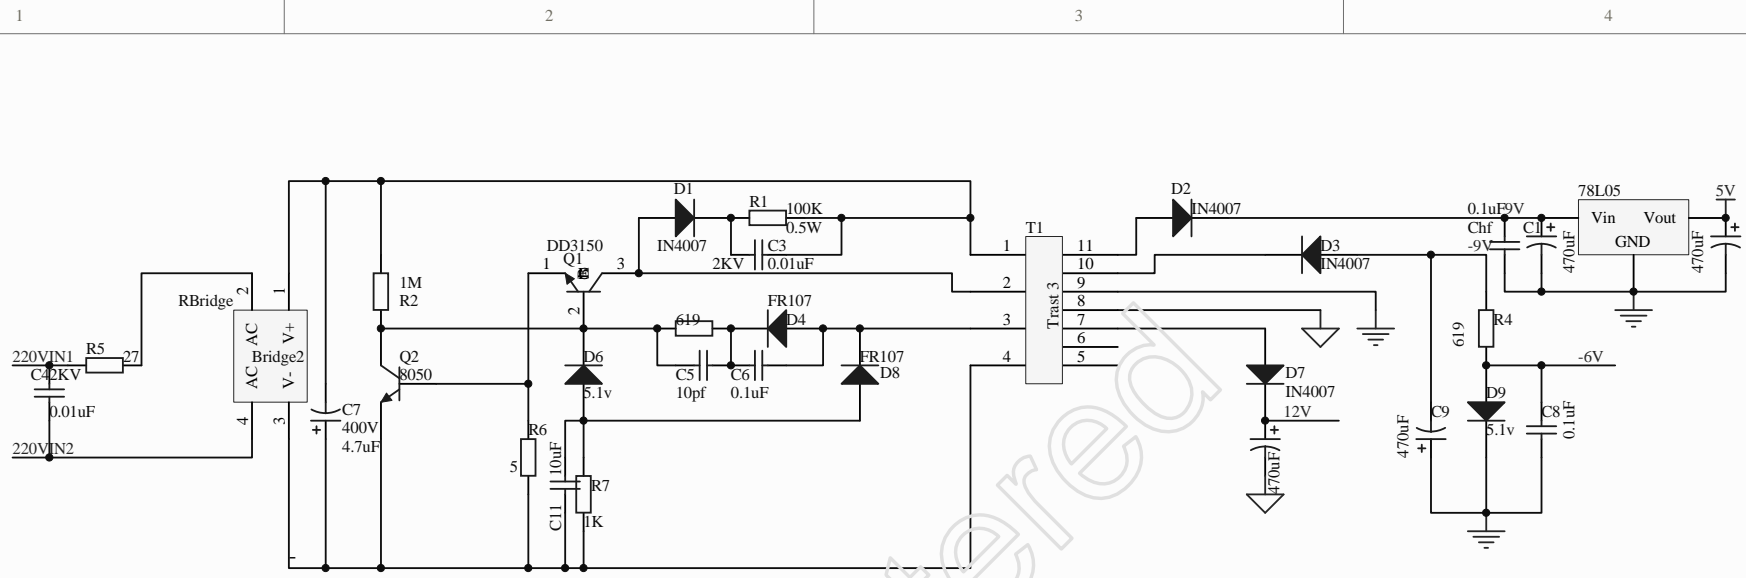 1 2 3 4
D1
R1 100K
0.5W
IN4007
C3
2KV 0.01uF
DD3150
Q1
1 3
2
1M
R2
RBridge
2 1
AC V+
Bridge2
AC V-
4 3
220VIN1
R5 27
C4 2KV
0.01uF
220VIN2
C7
400V
4.7uF
Q2
8050
619
FR107
D4
D6
5.1v
C5
10pf
C6
0.1uF
FR107
D8
R6
5
10uF
C11
R7
1K
T1
Trast 3
1
2
3
4
11
10
9
8
7
6
5
D2
IN4007
D3
IN4007
D7
IN4007
12V
470uF
0.1uF 9V
Chf
-9V
C1
470uF
78L05
Vin Vout
GND
5V
470uF
619
R4
-6V
C9
470uF
D9
5.1v
C8
0.1uF
tered